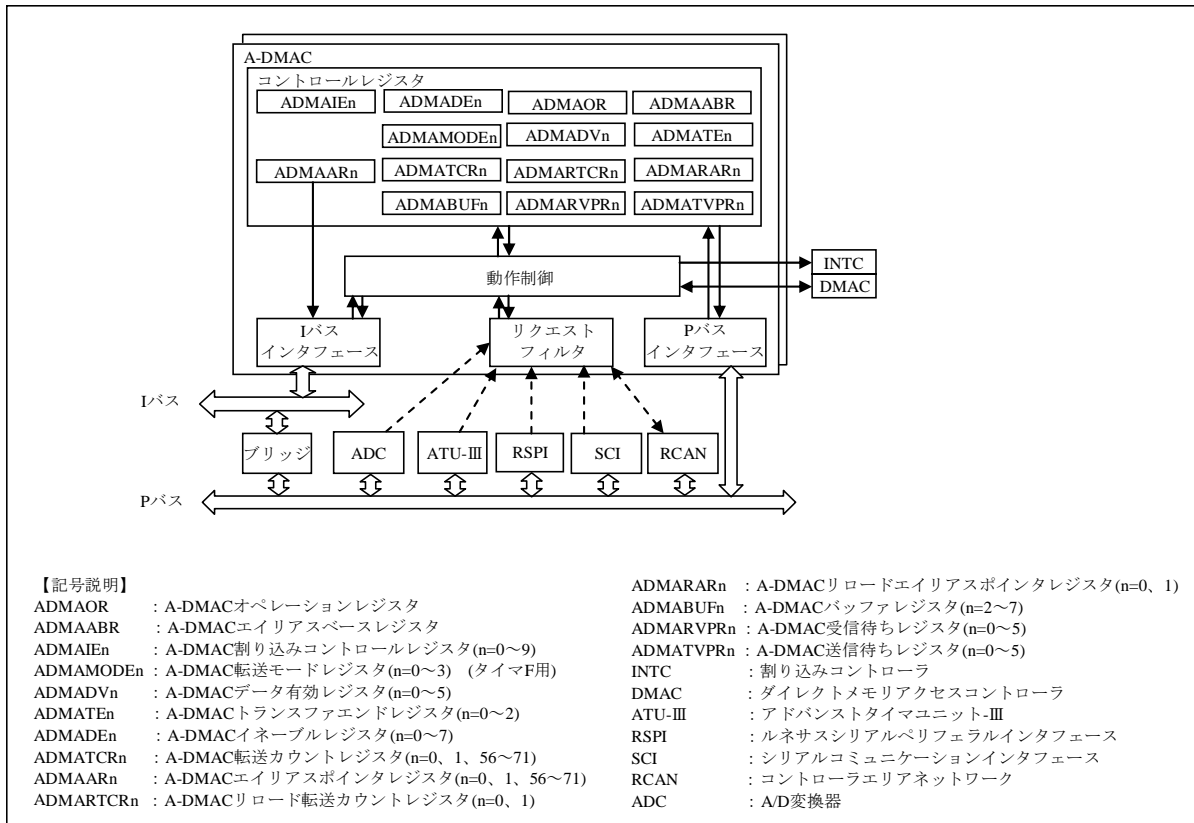 A-DMAC
コントロールレジスタ
ADMAIEn
ADMADEn
ADMAOR
ADMAABR
ADMAMODEn
ADMADVn
ADMATEn
ADMAARn
ADMATCRn
ADMARTCRn
ADMARARn
ADMABUFn
ADMARVPRn
ADMATVPRn
動作制御
INTC
DMAC
Iバス
インタフェース
リクエスト
フィルタ
Pバス
インタフェース
Iバス
ブリッジ
ADC
ATU-Ⅲ
RSPI
SCI
RCAN
Pバス
【記号説明】
ADMAOR : A-DMACオペレーションレジスタ
ADMAABR : A-DMACエイリアスベースレジスタ
ADMAIEn : A-DMAC割り込みコントロールレジスタ(n=0～9)
ADMAMODEn : A-DMAC転送モードレジスタ(n=0～3) (タイマF用)
ADMADVn : A-DMACデータ有効レジスタ(n=0～5)
ADMATEn : A-DMACトランスファエンドレジスタ(n=0～2)
ADMADEn : A-DMACイネーブルレジスタ(n=0～7)
ADMATCRn : A-DMAC転送カウントレジスタ(n=0、1、56～71)
ADMAARn : A-DMACエイリアスポインタレジスタ(n=0、1、56～71)
ADMARTCRn : A-DMACリロード転送カウントレジスタ(n=0、1)
ADMARARn : A-DMACリロードエイリアスポインタレジスタ(n=0、1)
ADMABUFn : A-DMACバッファレジスタ(n=2～7)
ADMARVPRn : A-DMAC受信待ちレジスタ(n=0～5)
ADMATVPRn : A-DMAC送信待ちレジスタ(n=0～5)
INTC : 割り込みコントローラ
DMAC : ダイレクトメモリアクセスコントローラ
ATU-Ⅲ : アドバンストタイマユニット-Ⅲ
RSPI : ルネサスシリアルペリフェラルインタフェース
SCI : シリアルコミュニケーションインタフェース
RCAN : コントローラエリアネットワーク
ADC : A/D変換器